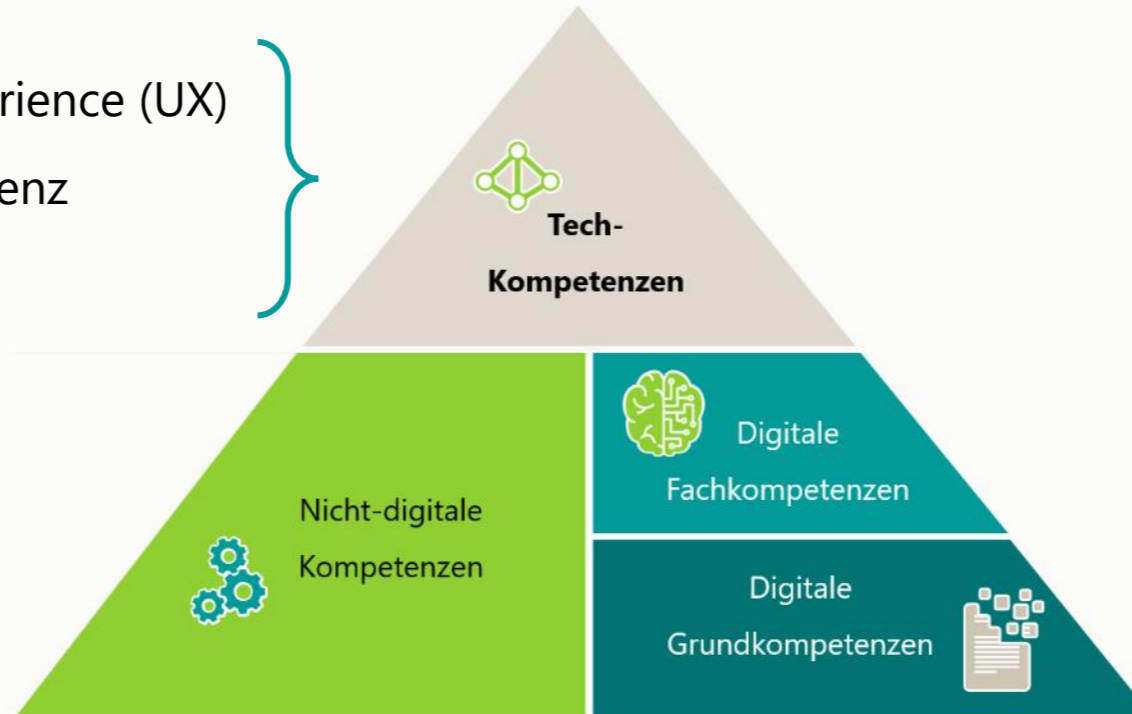 rience (UX)
enz
Tech-
Kompetenzen
Digitale
Fachkompetenzen
Nicht-digitale
Kompetenzen
Digitale
Grundkompetenzen